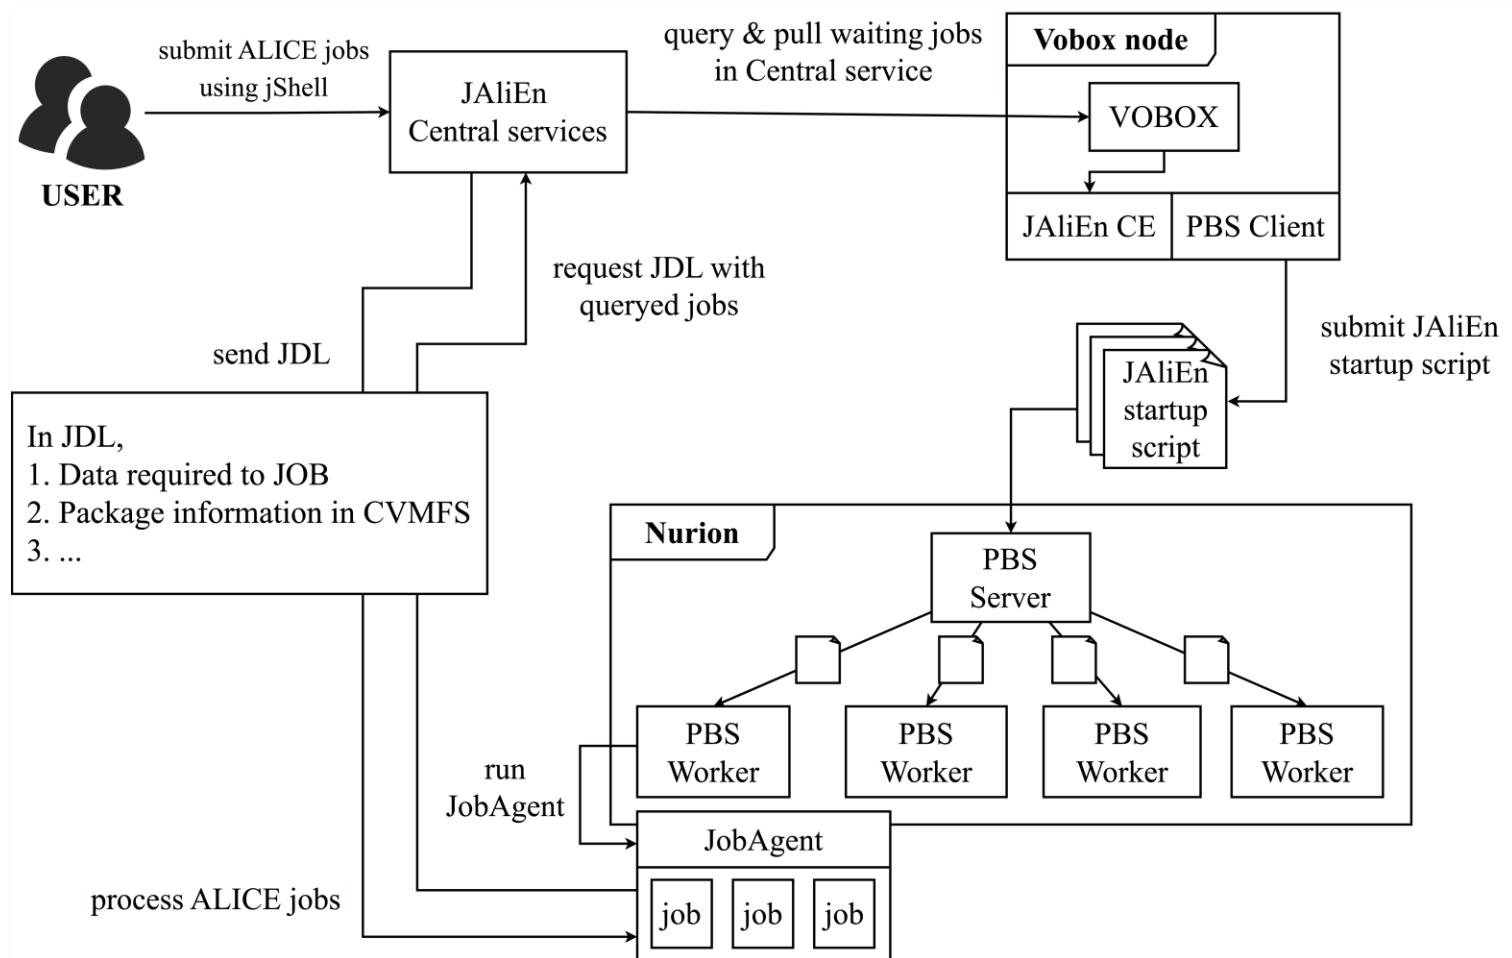 submit ALICE jobs
using jShell
USER
JAliEn
Central services
query & pull waiting jobs
in Central service
Vobox node
VOBOX
JAliEn CE
PBS Client
request JDL with
queryed jobs
send JDL
submit JAliEn
startup script
JAliEn
startup
script
In JDL,
1. Data required to JOB
2. Package information in CVMFS
3. ...
Nurion
PBS
Server
PBS
Worker
PBS
Worker
PBS
Worker
PBS
Worker
run
JobAgent
JobAgent
process ALICE jobs
job
job
job